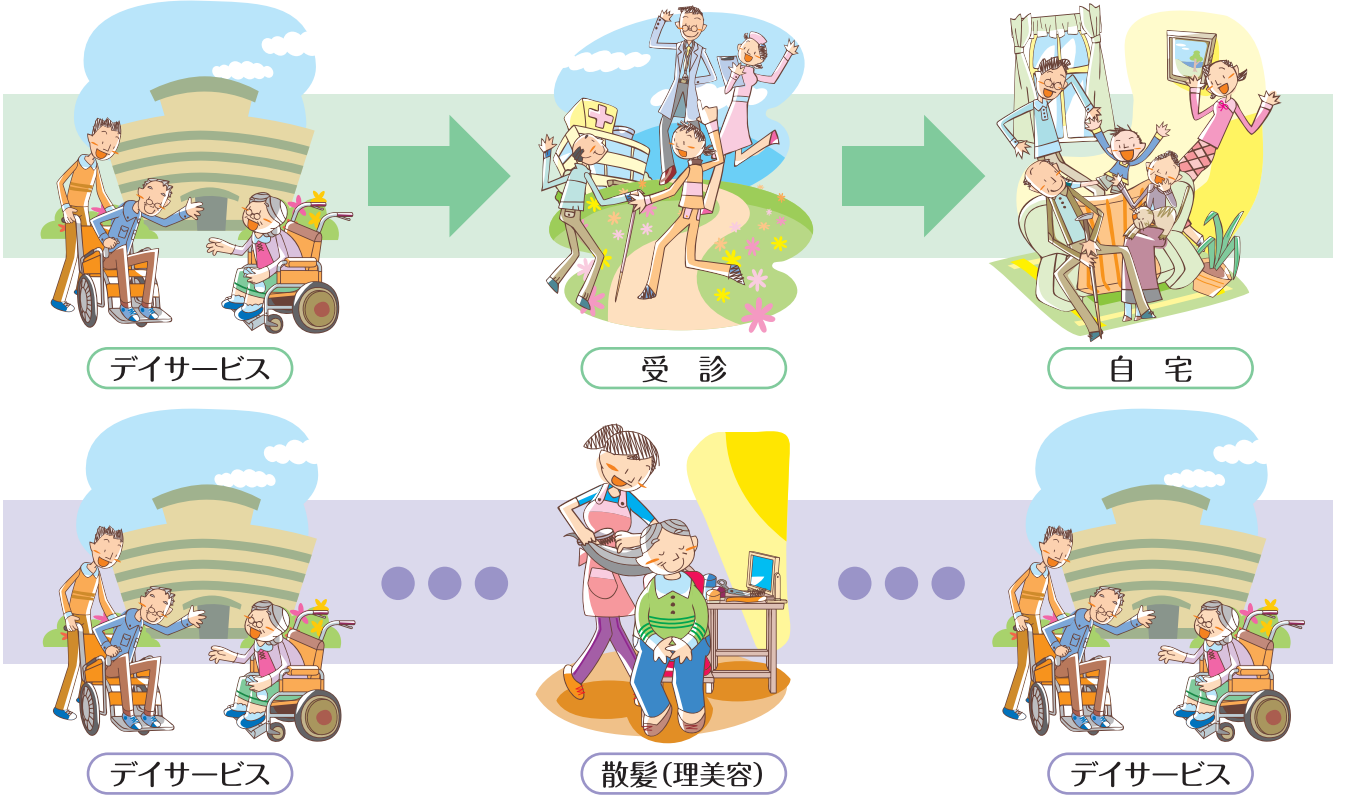 デイサービス
受　診
自　宅
デイサービス
散髪(理美容)
デイサービス